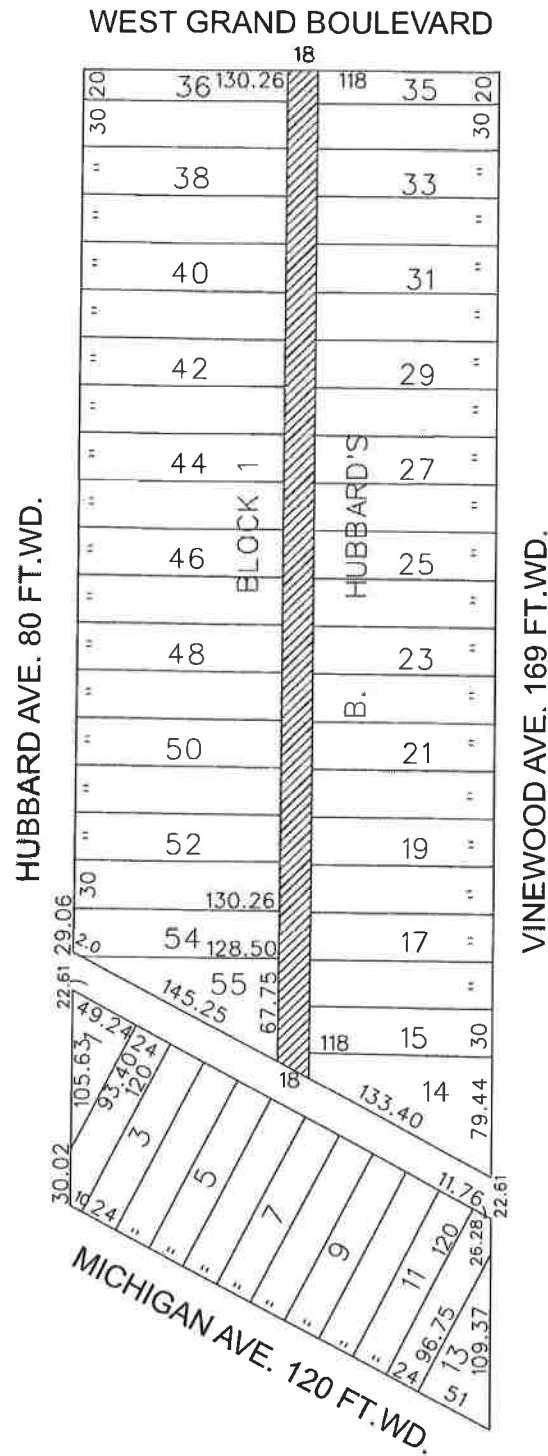 WEST GRAND BOULEVARD
18
20 36 130.26 118 35 20
30 30
" 38 33 "
" "
" 40 31 "
" "
" 42 29 "
" "
" 44 27 "
" "
" 46 25 "
" "
" 48 23 "
" "
" 50 21 "
" "
" 52 19 "
30 130.26 "
29.06 54 128.50 17 "
2.0 55 67.75 "
145.25 118 15 30
18 14 79.44
133.40
BLOCK 1
HUBBARD'S
B.
HUBBARD AVE. 80 FT.WD.
VINEWOOD AVE. 169 FT.WD.
22.61 49.24 24
105.63 1 93.40 120
30.02 10 24 3 5 7 9 11 120
" " " " " " " "
11.76 22.61
26.28
24 96.75 13 109.37
51
MICHIGAN AVE. 120 FT.WD.